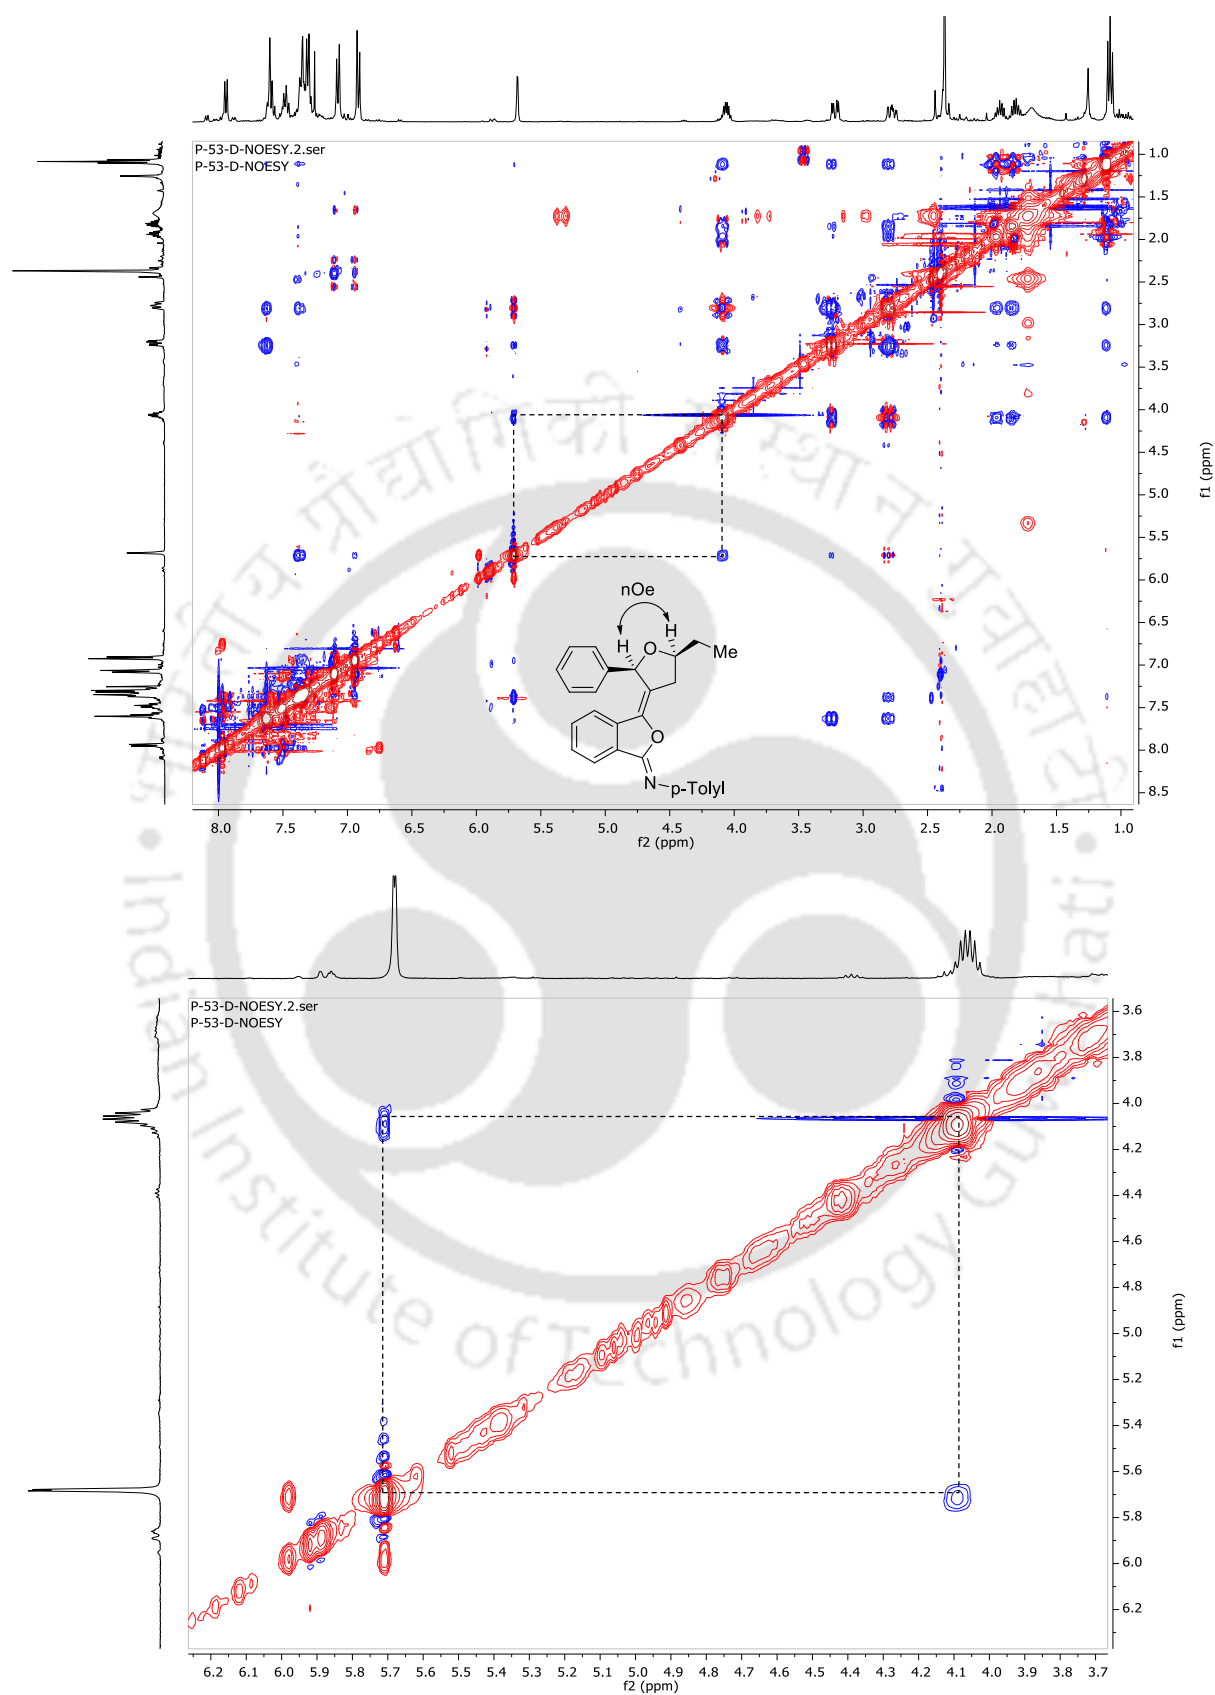 P-53-D-NOESY.2.ser
P-53-D-NOESY
1.0
1.5
2.0
2.5
3.0
3.5
4.0
4.5
5.0
5.5
6.0
6.5
7.0
7.5
8.0
8.5
f1 (ppm)
nOe
H
H
O
Me
O
N
p-Tolyl
8.0 7.5 7.0 6.5 6.0 5.5 5.0 4.5 4.0 3.5 3.0 2.5 2.0 1.5 1.0
f2 (ppm)
P-53-D-NOESY.2.ser
P-53-D-NOESY
3.6
3.8
4.0
4.2
4.4
4.6
4.8
5.0
5.2
5.4
5.6
5.8
6.0
6.2
f1 (ppm)
6.2 6.1 6.0 5.9 5.8 5.7 5.6 5.5 5.4 5.3 5.2 5.1 5.0 4.9 4.8 4.7 4.6 4.5 4.4 4.3 4.2 4.1 4.0 3.9 3.8 3.7
f2 (ppm)
Indian Institute of Technology Guwahati